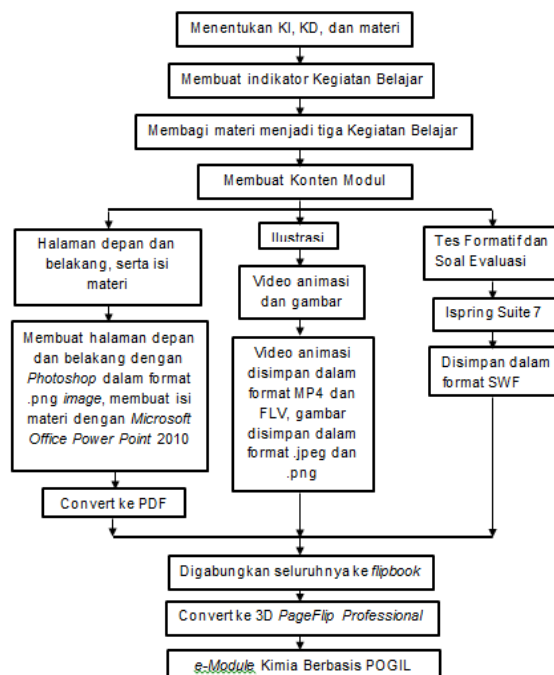 Menentukan KI, KD, dan materi
Membuat indikator Kegiatan Belajar
Membagi materi menjadi tiga Kegiatan Belajar
Membuat Konten Modul
Halaman depan dan
belakang, serta isi
materi
Membuat halaman depan
dan belakang dengan
Photoshop dalam format
.png image, membuat isi
materi dengan Microsoft
Office Power Point 2010
Convert ke PDF
Ilustrasi
Video animasi
dan gambar
Video animasi
disimpan dalam
format MP4 dan
FLV, gambar
disimpan dalam
format .jpeg dan
.png
Tes Formatif dan
Soal Evaluasi
Ispring Suite 7
Disimpan dalam
format SWF
Digabungkan seluruhnya ke flipbook
Convert ke 3D PageFlip Professional
e-Module Kimia Berbasis POGIL